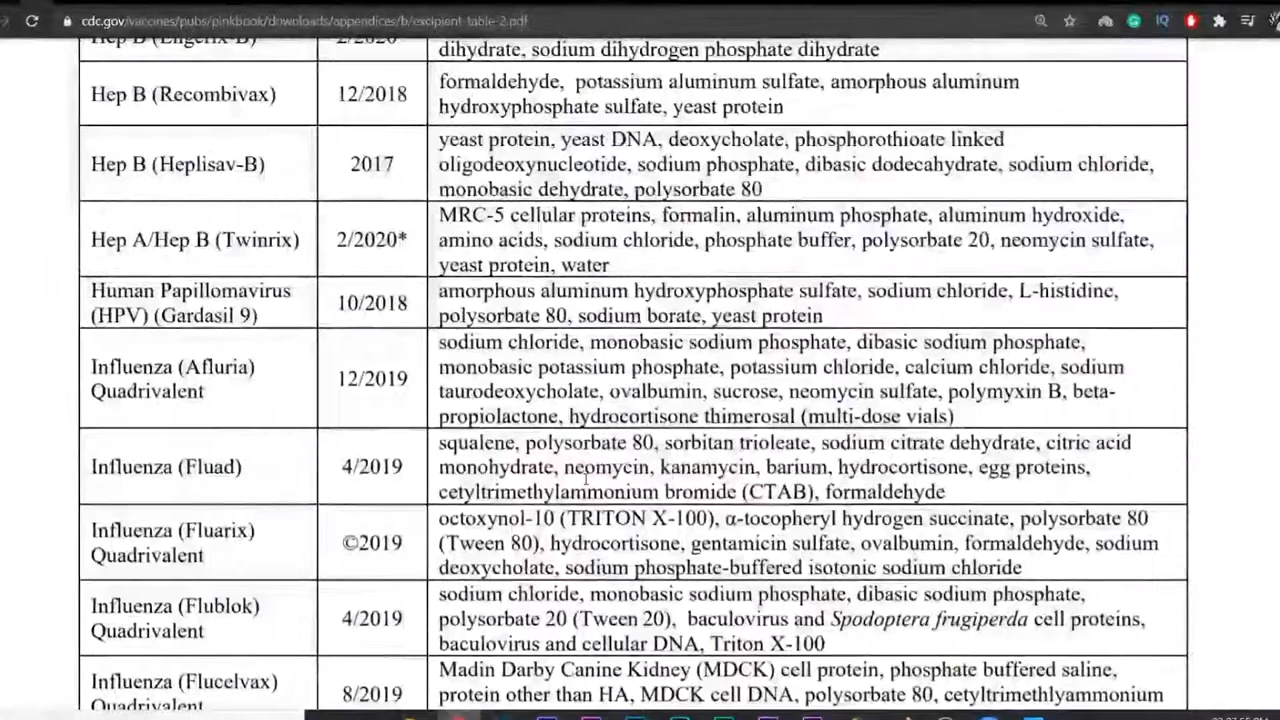 cdc.gov/vaccines/pubs/pinkbook/downloads/appendices/b/excipient-table-2.pdf
Hep B (Engerix-B)
2/2020
dihydrate, sodium dihydrogen phosphate dihydrate
Hep B (Recombivax)
12/2018
formaldehyde, potassium aluminum sulfate, amorphous aluminum
hydroxyphosphate sulfate, yeast protein
Hep B (Heplisav-B)
2017
yeast protein, yeast DNA, deoxycholate, phosphorothioate linked
oligodeoxynucleotide, sodium phosphate, dibasic dodecahydrate, sodium chloride,
monobasic dehydrate, polysorbate 80
Hep A/Hep B (Twinrix)
2/2020*
MRC-5 cellular proteins, formalin, aluminum phosphate, aluminum hydroxide,
amino acids, sodium chloride, phosphate buffer, polysorbate 20, neomycin sulfate,
yeast protein, water
Human Papillomavirus
(HPV) (Gardasil 9)
10/2018
amorphous aluminum hydroxyphosphate sulfate, sodium chloride, L-histidine,
polysorbate 80, sodium borate, yeast protein
Influenza (Afluria)
Quadrivalent
12/2019
sodium chloride, monobasic sodium phosphate, dibasic sodium phosphate,
monobasic potassium phosphate, potassium chloride, calcium chloride, sodium
taurodeoxycholate, ovalbumin, sucrose, neomycin sulfate, polymyxin B, beta-
propiolactone, hydrocortisone thimerosal (multi-dose vials)
Influenza (Fluad)
4/2019
squalene, polysorbate 80, sorbitan trioleate, sodium citrate dehydrate, citric acid
monohydrate, neomycin, kanamycin, barium, hydrocortisone, egg proteins,
cetyltrimethylammonium bromide (CTAB), formaldehyde
Influenza (Fluarix)
Quadrivalent
©2019
octoxynol-10 (TRITON X-100), α-tocopheryl hydrogen succinate, polysorbate 80
(Tween 80), hydrocortisone, gentamicin sulfate, ovalbumin, formaldehyde, sodium
deoxycholate, sodium phosphate-buffered isotonic sodium chloride
Influenza (Flublok)
Quadrivalent
4/2019
sodium chloride, monobasic sodium phosphate, dibasic sodium phosphate,
polysorbate 20 (Tween 20), baculovirus and Spodoptera frugiperda cell proteins,
baculovirus and cellular DNA, Triton X-100
Influenza (Flucelvax)
Quadrivalent
8/2019
Madin Darby Canine Kidney (MDCK) cell protein, phosphate buffered saline,
protein other than HA, MDCK cell DNA, polysorbate 80, cetyltrimethlyammonium